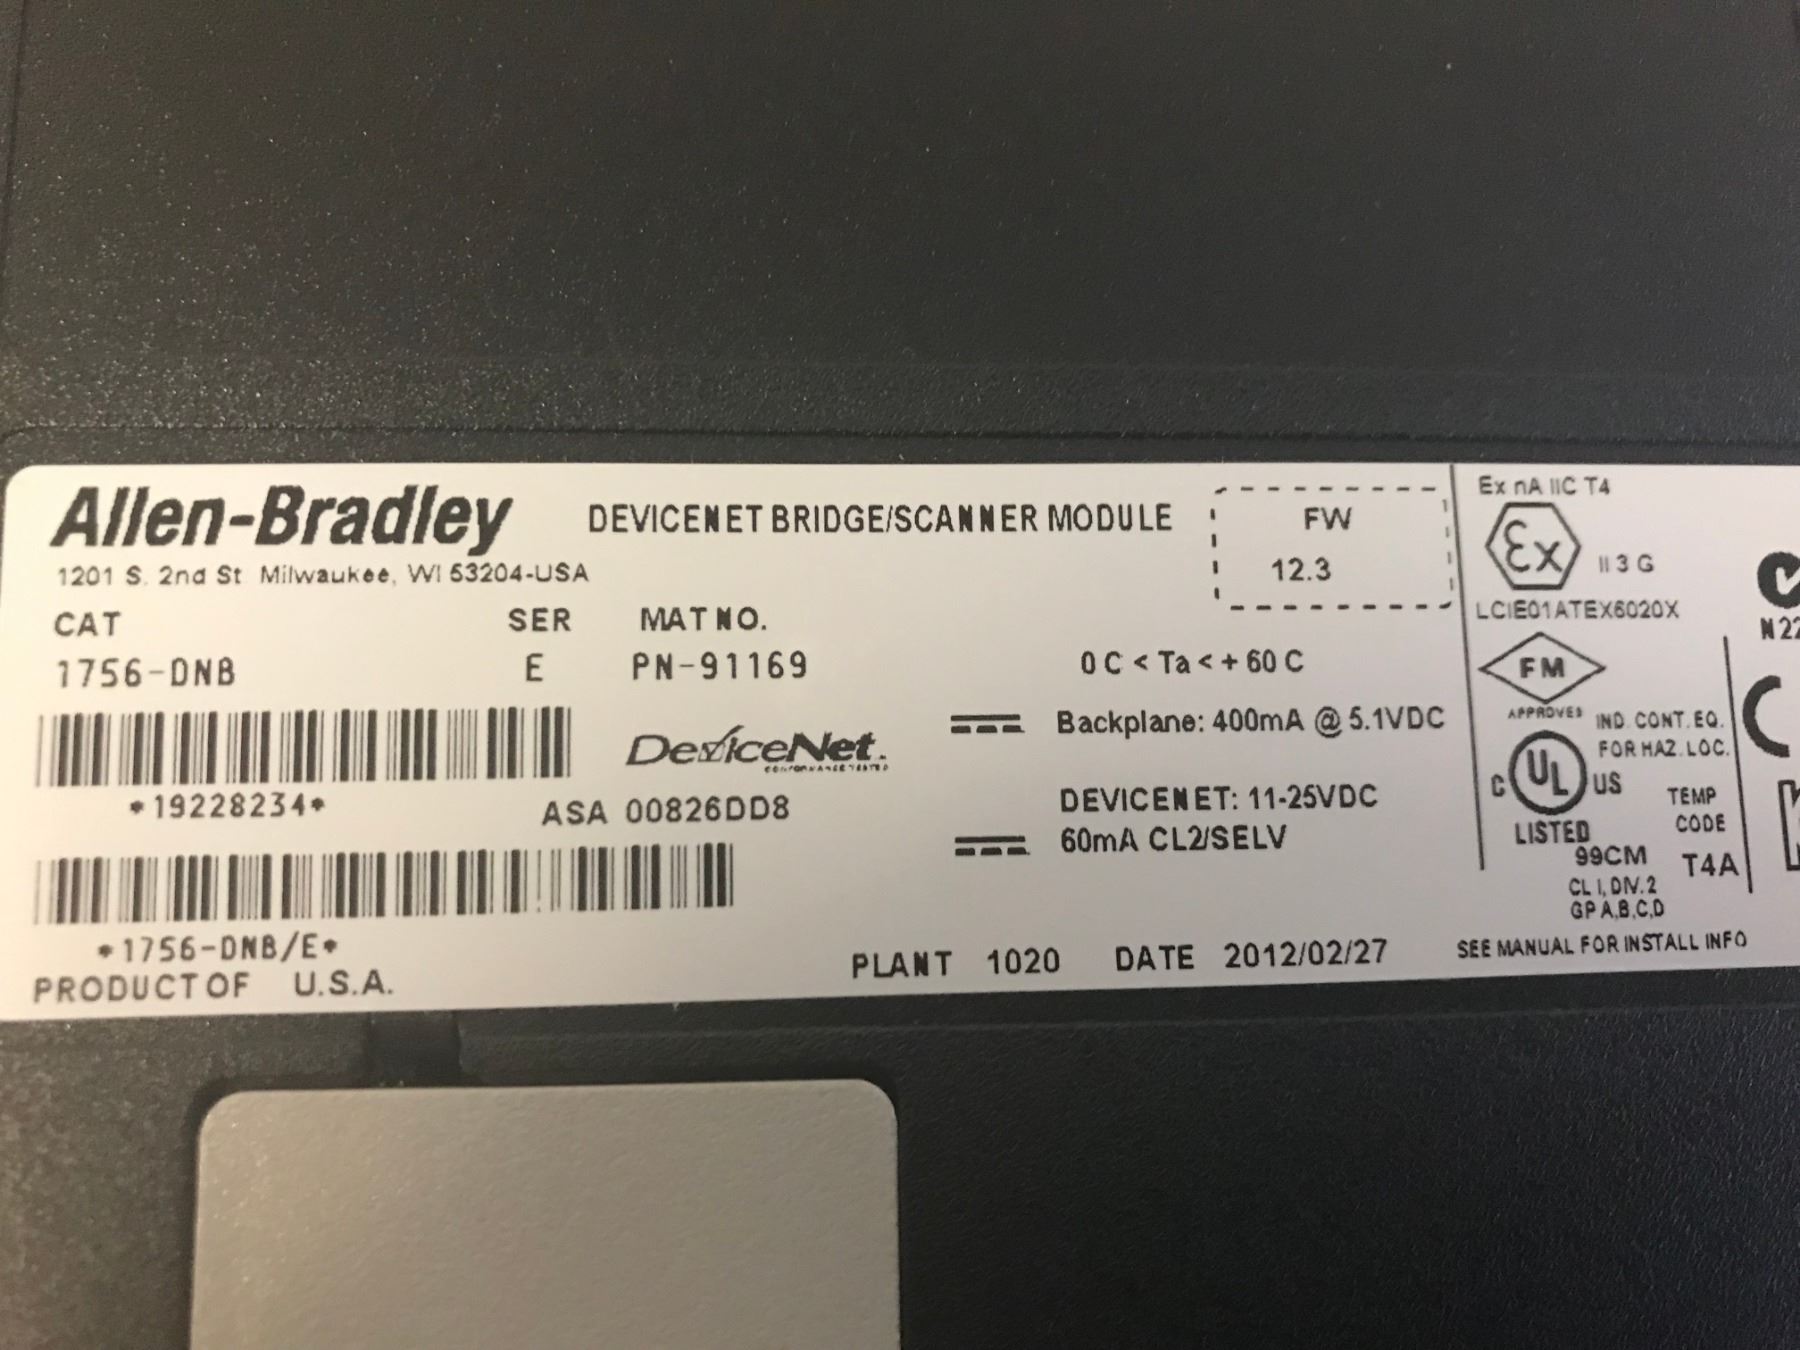 Allen-Bradley
DEVICENET BRIDGE/SCANNER MODULE
1201 S. 2nd St Milwaukee, WI 53204-USA
FW
12.3
CAT SER MAT NO.
1756-DNB E PN-91169
0 C < Ta < + 60 C
Backplane: 400mA @ 5.1VDC
DeviceNet.
CONFORMANCE TESTED
*19228234*
ASA 00826DD8
DEVICENET: 11-25VDC
60mA CL2/SELV
*1756-DNB/E*
PRODUCT OF U.S.A.
PLANT 1020 DATE 2012/02/27
Ex nA IIC T4
Ex II 3 G
LCIE01ATEX6020X
FM
APPROVED
IND. CONT. EQ.
FOR HAZ. LOC.
C UL US
LISTED
TEMP
CODE
99CM T4A
CL I, DIV. 2
GP A,B,C,D
SEE MANUAL FOR INSTALL INFO
N22
C